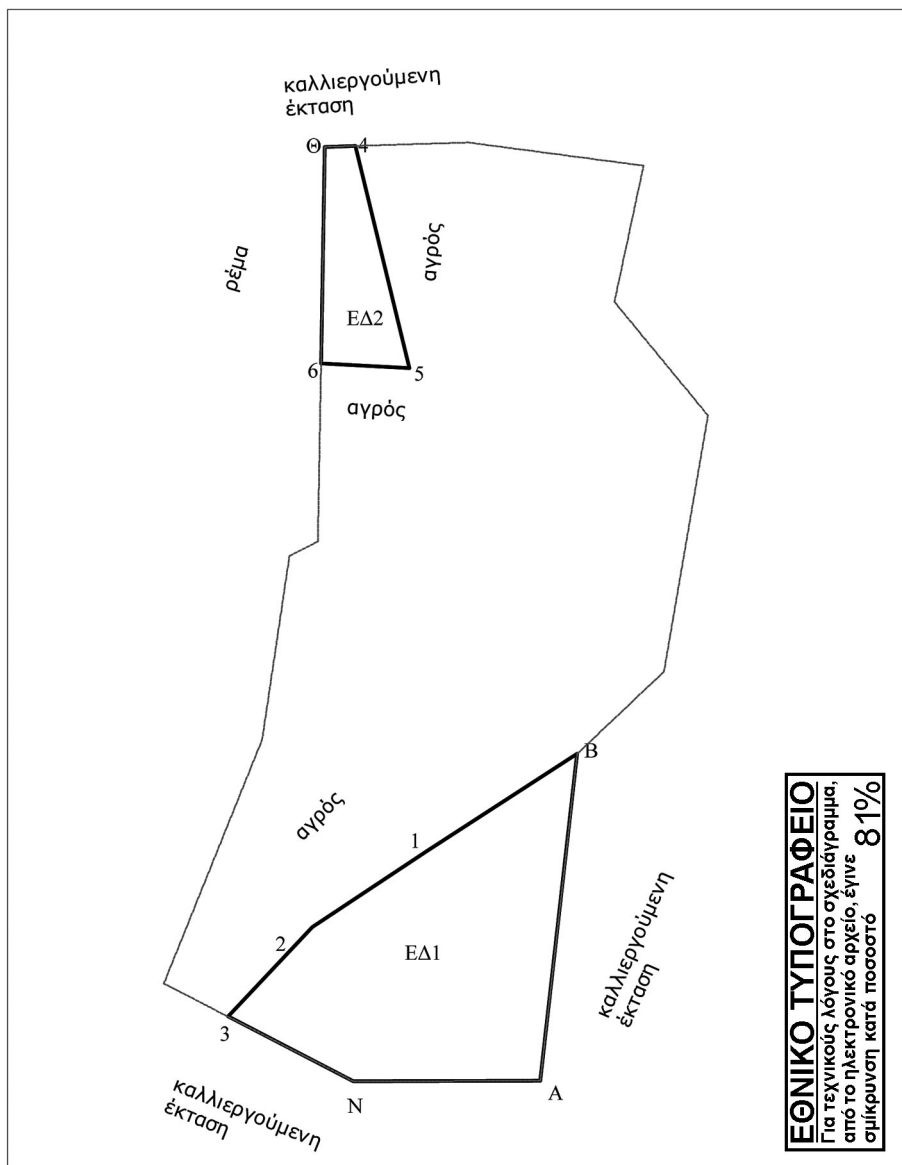 καλλιεργούμενη
έκταση
Θ
4
ρέμα
αγρός
ΕΔ2
6
5
αγρός
Β
αγρός
1
2
ΕΔ1
καλλιεργούμενη
έκταση
3
Ν
Α
καλλιεργούμενη
έκταση
ΕΘΝΙΚΟ ΤΥΠΟΓΡΑΦΕΙΟ
Για τεχνικούς λόγους στο σχεδιάγραμμα,
από το ηλεκτρονικό αρχείο, έγινε
σμίκρυνση κατά ποσοστό 81%